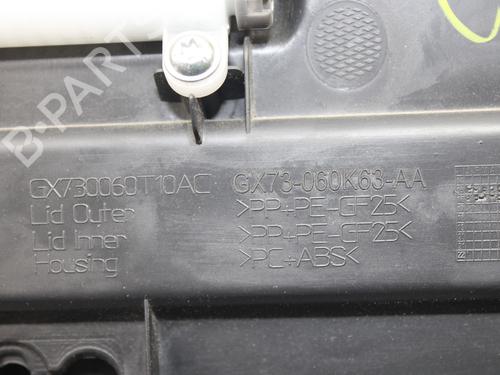 B-PARTS
GX730060T10AC GX73-060K63-AA
Lid Outer >PP+PE-GF25<
Lid Inner >PP+PE-GF25<
Housing >PC+ABS<